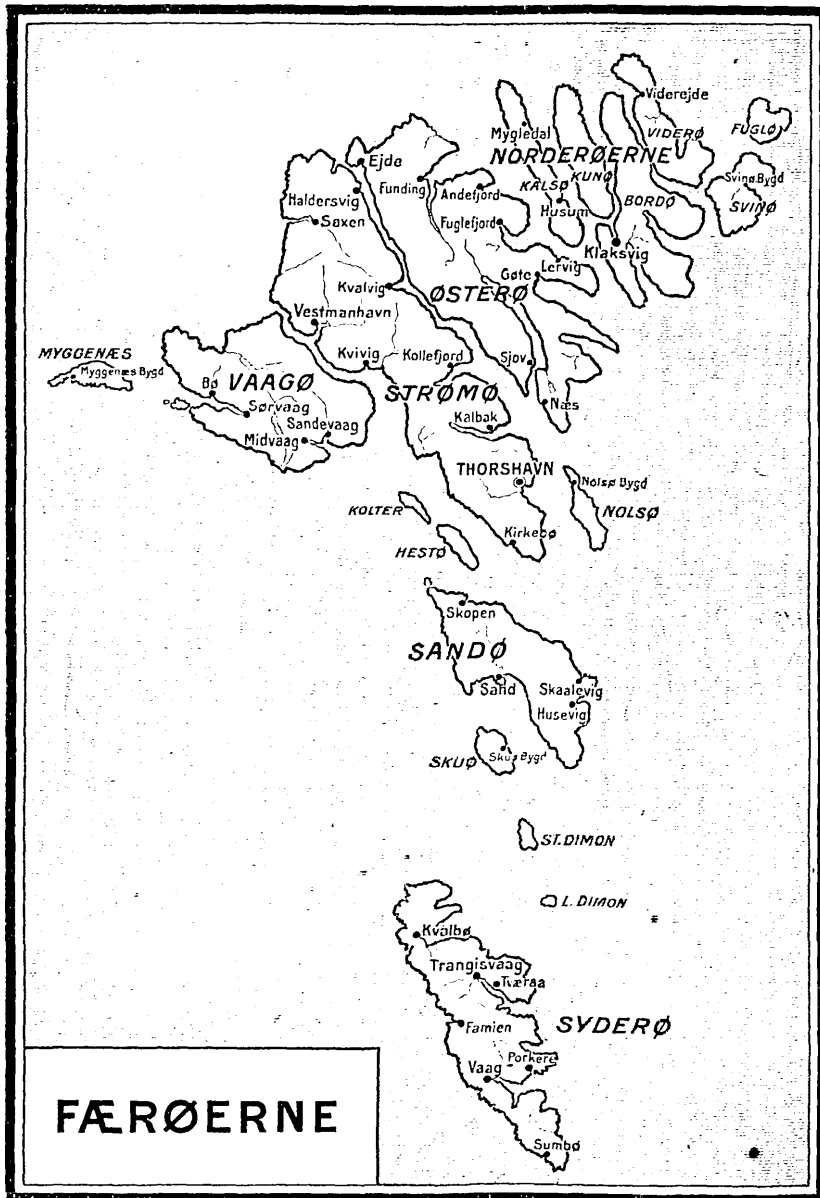 Viderejde
Mygledal
VIDERØ
FUGLØ
NORDERØERNE
Ejde
Funding
Andefjord
KALSØ
KUNØ
Svinø Bygd
Haldersvig
Husum
BORDØ
SVINØ
Saxen
Fuglefjord
Klaksvig
Gøte
Lervig
Kvalvig
ØSTERØ
Vestmanhavn
MYGGENÆS
Myggenæs Bygd
Kvivig
Kollefjord
Sjov
Bø
VAAGØ
STRØMØ
Næs
Sørvaag
Sandevaag
Kalbak
Midvaag
THORSHAVN
Nolsø Bygd
KOLTER
NOLSØ
Kirkebø
HESTØ
Skopen
SANDØ
Sand
Skaalevig
Husevig
SKUØ
Skuø Bygd
ST. DIMON
L. DIMON
Kvalbø
Trangisvaag
Tværaa
Famien
SYDERØ
Porkere
Vaag
FÆRØERNE
Sumbø